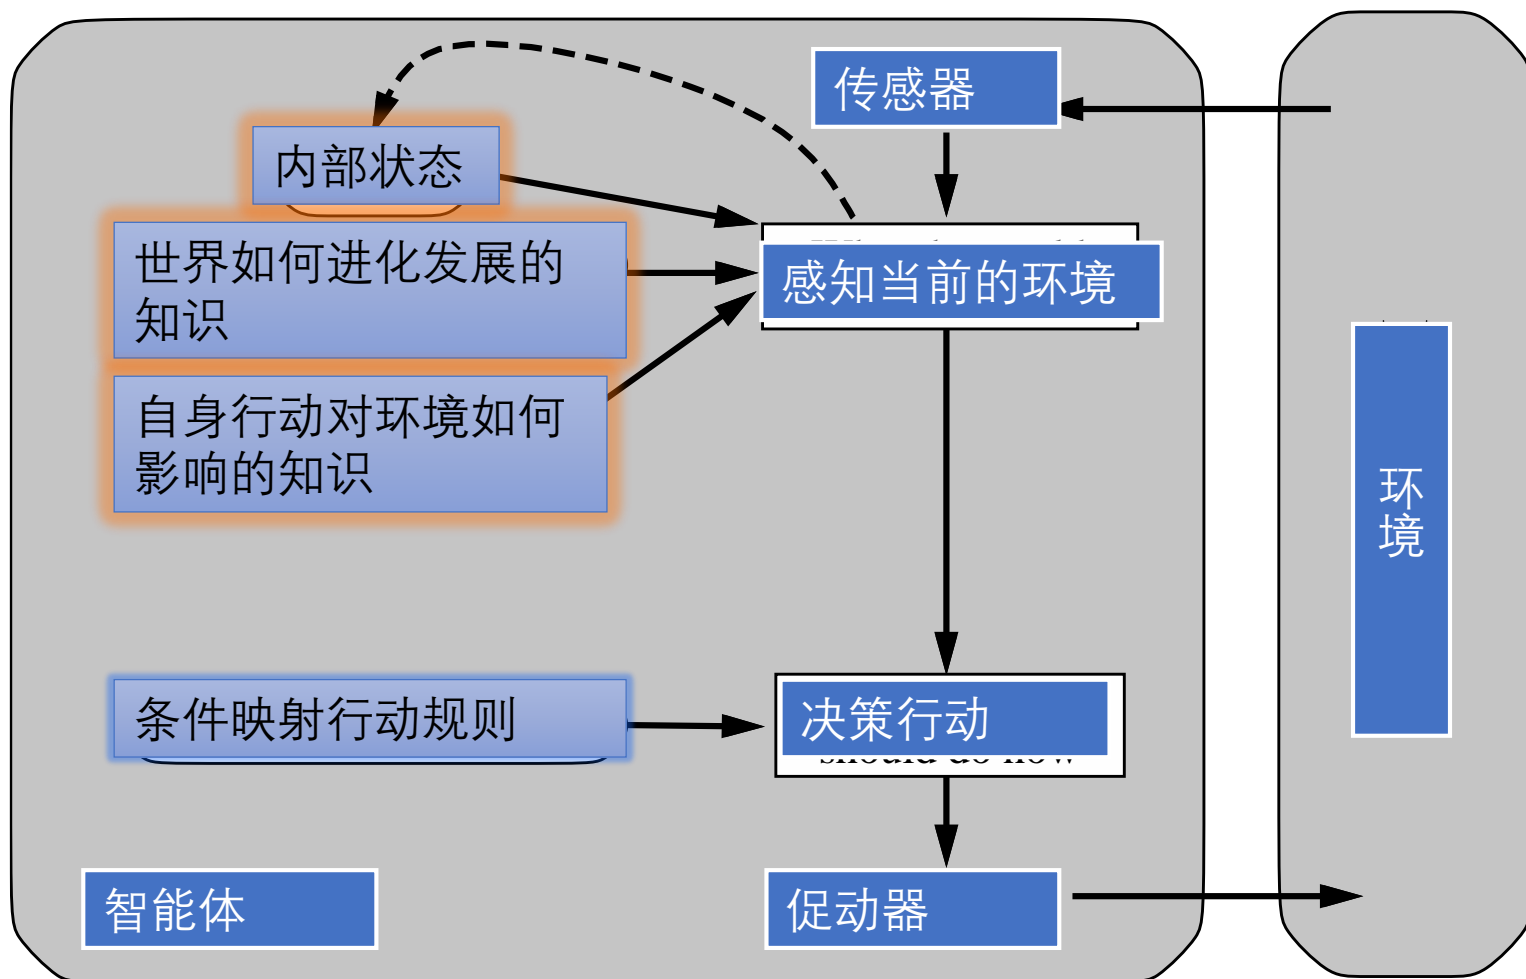 传感器
内部状态
世界如何进化发展的
知识
感知当前的环境
自身行动对环境如何
影响的知识
环
境
条件映射行动规则
决策行动
should do now
智能体
促动器